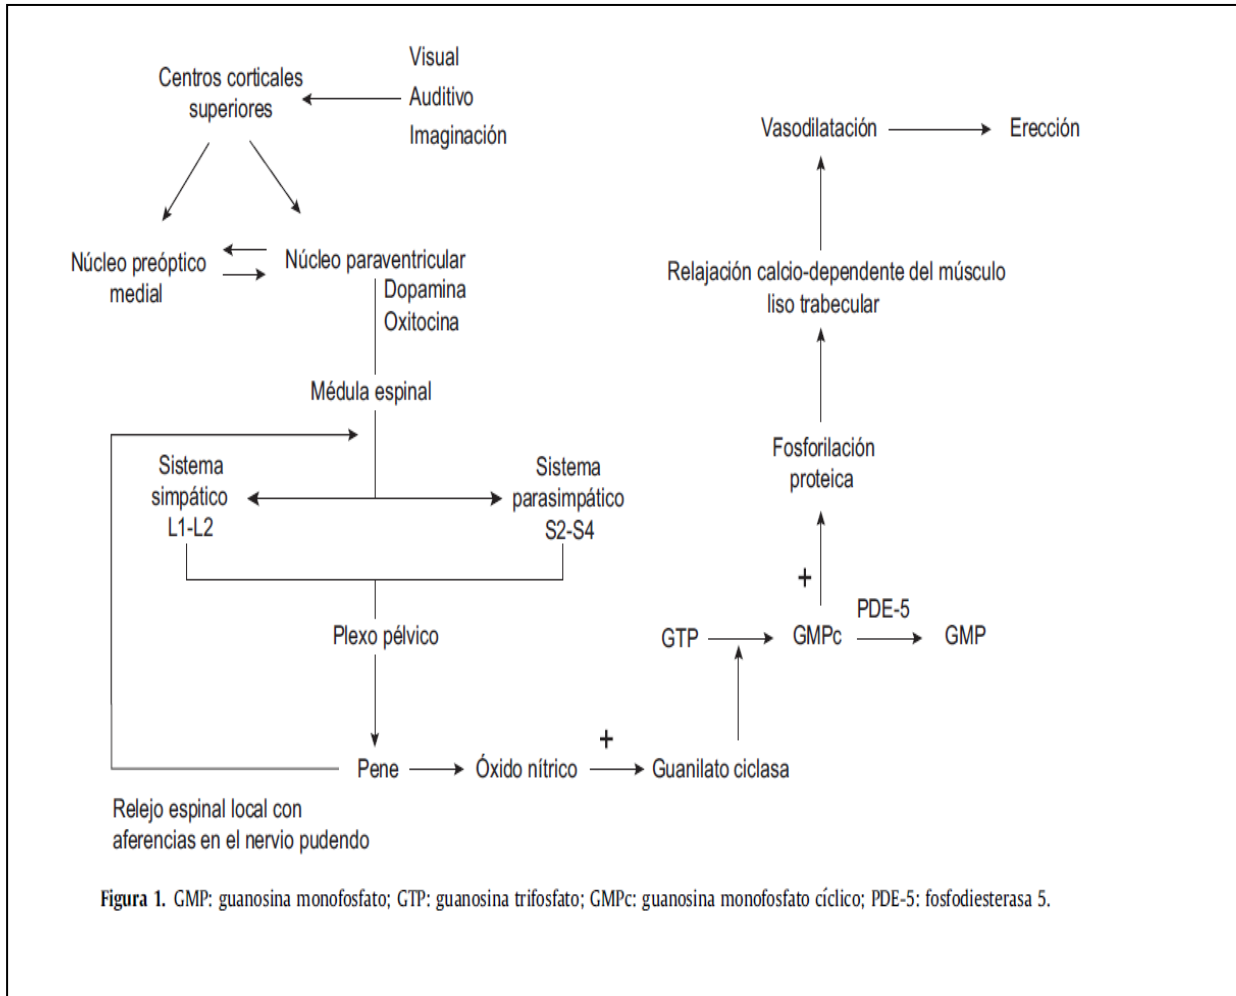 Visual
Auditivo
Imaginación
Centros corticales
superiores
Núcleo preóptico
medial
Núcleo paraventricular
Dopamina
Oxitocina
Médula espinal
Sistema
simpático
L1-L2
Sistema
parasimpático
S2-S4
Plexo pélvico
Pene
Óxido nítrico
+
Guanilato ciclasa
Relejo espinal local con
aferencias en el nervio pudendo
GTP
GMPc
PDE-5
GMP
+
Fosforilación
proteica
Relajación calcio-dependente del músculo
liso trabecular
Vasodilatación
Erección
Figura 1. GMP: guanosina monofosfato; GTP: guanosina trifosfato; GMPc: guanosina monofosfato cíclico; PDE-5: fosfodiesterasa 5.